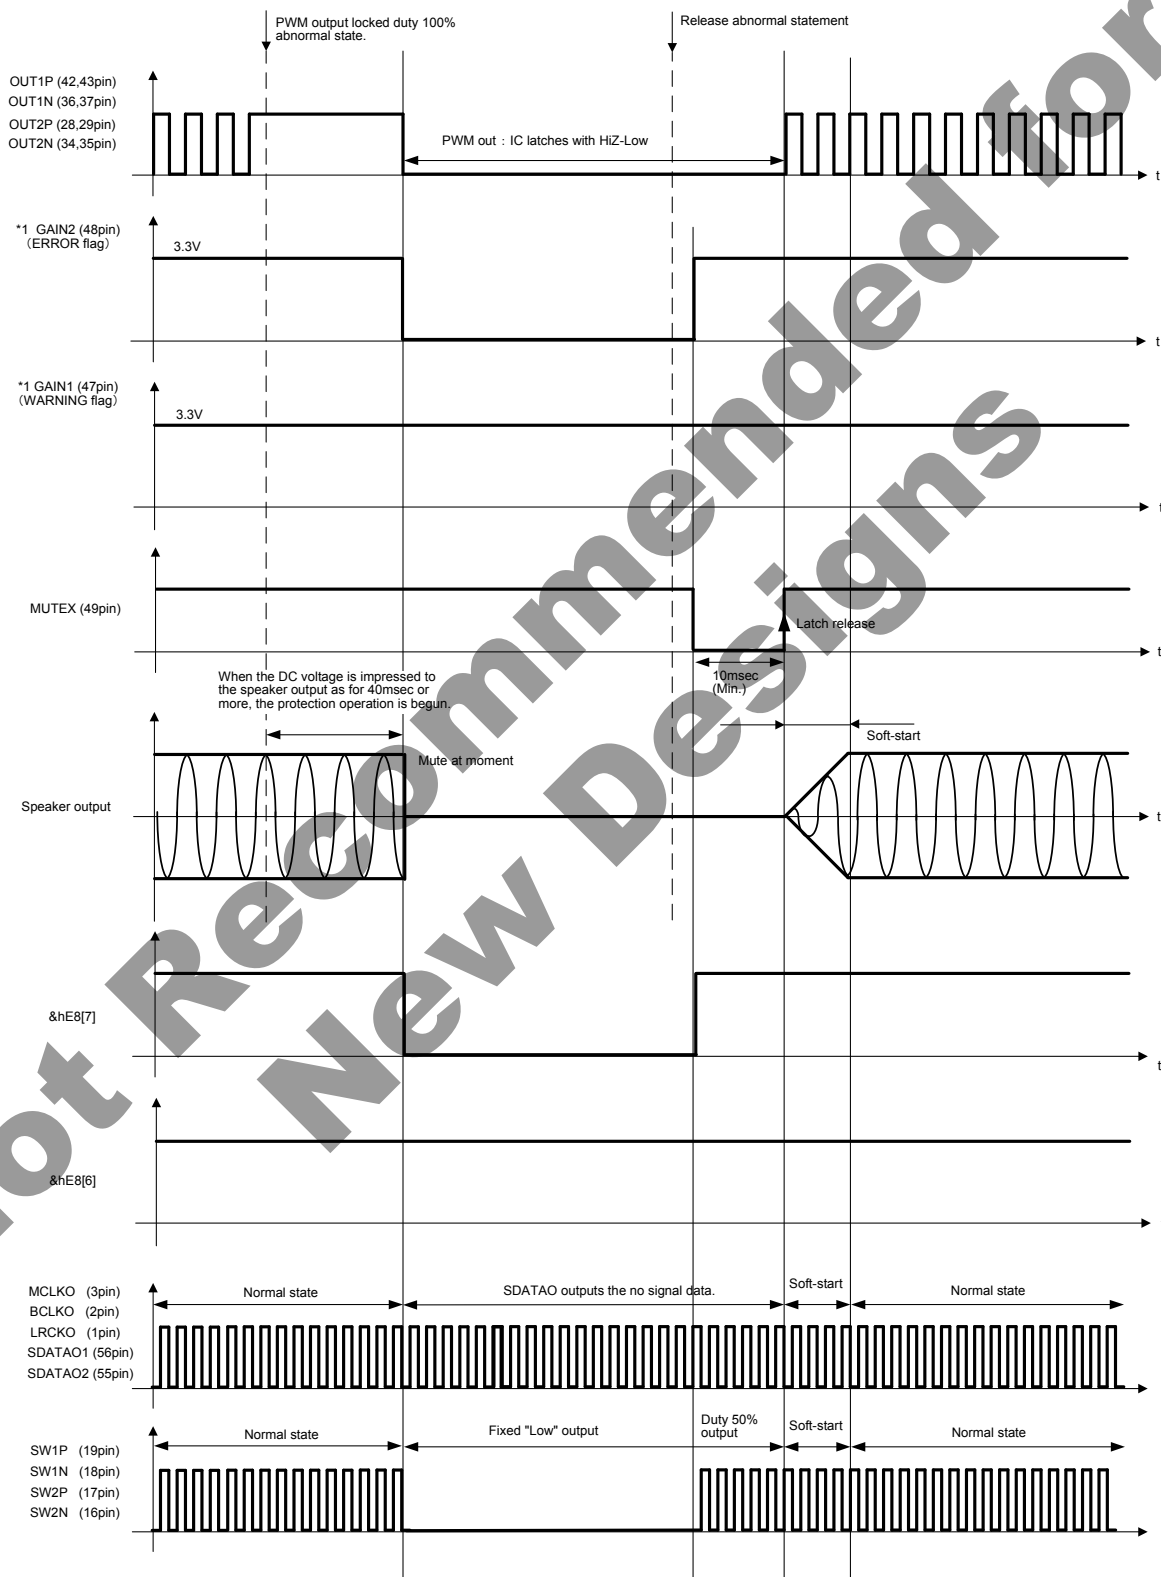 PWM output locked duty 100%
abnormal state.
Release abnormal statement
OUT1P (42,43pin)
OUT1N (36,37pin)
OUT2P (28,29pin)
OUT2N (34,35pin)
PWM out : IC latches with HiZ-Low
t
*1 GAIN2 (48pin)
(ERROR flag)
3.3V
t
*1 GAIN1 (47pin)
(WARNING flag)
3.3V
t
MUTEX (49pin)
Latch release
t
10msec
(Min.)
When the DC voltage is impressed to
the speaker output as for 40msec or
more, the protection operation is begun.
Soft-start
Mute at moment
Speaker output
t
&hE8[7]
t
&hE8[6]
MCLKO (3pin)
BCLKO (2pin)
LRCKO (1pin)
SDATAO1 (56pin)
SDATAO2 (55pin)
Normal state
SDATAO outputs the no signal data.
Soft-start
Normal state
SW1P (19pin)
SW1N (18pin)
SW2P (17pin)
SW2N (16pin)
Normal state
Fixed "Low" output
Duty 50%
output
Soft-start
Normal state
Not Recommended for
New Designs